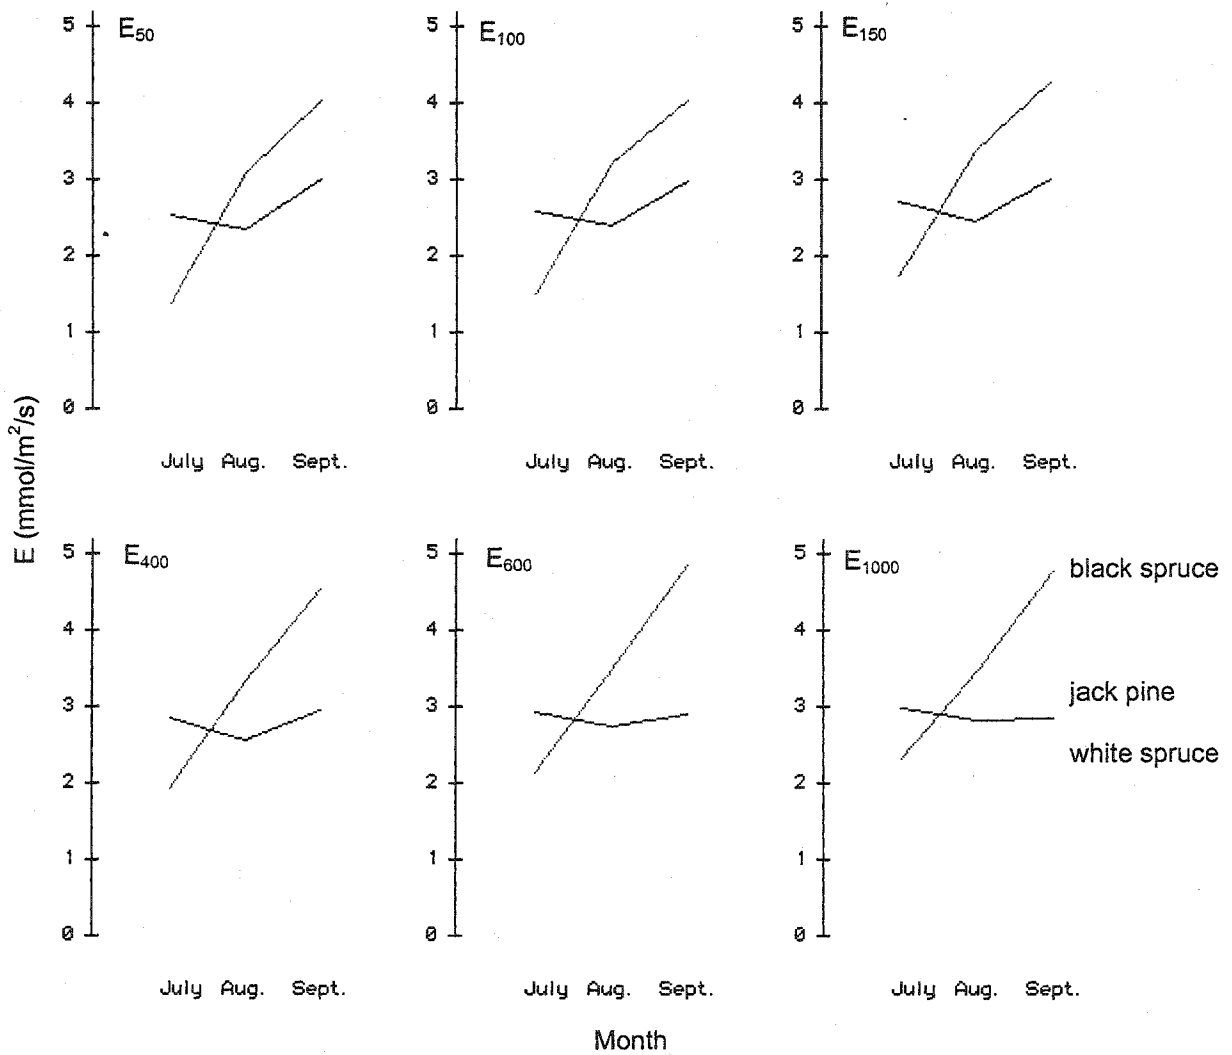 E50
5
4
3
2
1
0
July Aug. Sept.
E100
5
4
3
2
1
0
July Aug. Sept.
E150
5
4
3
2
1
0
July Aug. Sept.
E (mmol/m²/s)
E400
5
4
3
2
1
0
July Aug. Sept.
E600
5
4
3
2
1
0
July Aug. Sept.
E1000
5
4
3
2
1
0
July Aug. Sept.
black spruce
jack pine
white spruce
Month